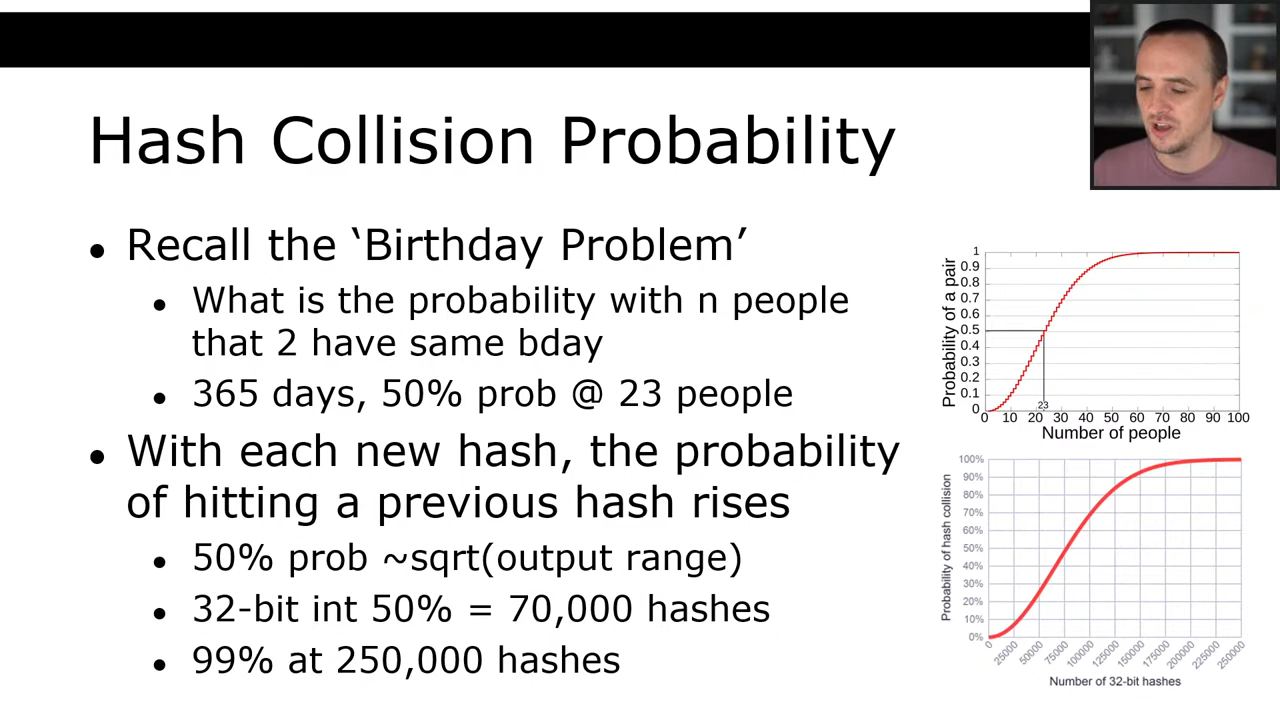 Hash Collision Probability
● Recall the ‘Birthday Problem’
● What is the probability with n people
that 2 have same bday
● 365 days, 50% prob @ 23 people
● With each new hash, the probability
of hitting a previous hash rises
● 50% prob ~sqrt(output range)
● 32-bit int 50% = 70,000 hashes
● 99% at 250,000 hashes
Probability of a pair
1
0.9
0.8
0.7
0.6
0.5
0.4
0.3
0.2
0.1
0
23
0 10 20 30 40 50 60 70 80 90 100
Number of people
Probability of hash collision
100%
90%
80%
70%
60%
50%
40%
30%
20%
10%
0%
0 25000 50000 75000 100000 125000 150000 175000 200000 225000 250000
Number of 32-bit hashes